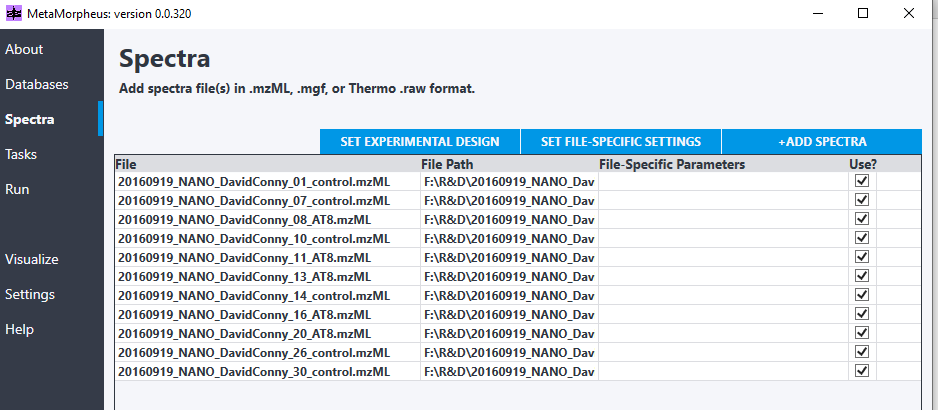 MetaMorpheus: version 0.0.320
About
Databases
Spectra
Tasks
Run
Visualize
Settings
Help
Spectra
Add spectra file(s) in .mzML, .mgf, or Thermo .raw format.
SET EXPERIMENTAL DESIGN SET FILE-SPECIFIC SETTINGS +ADD SPECTRA
File File Path File-Specific Parameters Use?
20160919_NANO_DavidConny_01_control.mzML F:\R&D\20160919_NANO_Dav
20160919_NANO_DavidConny_07_control.mzML F:\R&D\20160919_NANO_Dav
20160919_NANO_DavidConny_08_AT8.mzML F:\R&D\20160919_NANO_Dav
20160919_NANO_DavidConny_10_control.mzML F:\R&D\20160919_NANO_Dav
20160919_NANO_DavidConny_11_AT8.mzML F:\R&D\20160919_NANO_Dav
20160919_NANO_DavidConny_13_AT8.mzML F:\R&D\20160919_NANO_Dav
20160919_NANO_DavidConny_14_control.mzML F:\R&D\20160919_NANO_Dav
20160919_NANO_DavidConny_16_AT8.mzML F:\R&D\20160919_NANO_Dav
20160919_NANO_DavidConny_20_AT8.mzML F:\R&D\20160919_NANO_Dav
20160919_NANO_DavidConny_26_control.mzML F:\R&D\20160919_NANO_Dav
20160919_NANO_DavidConny_30_control.mzML F:\R&D\20160919_NANO_Dav